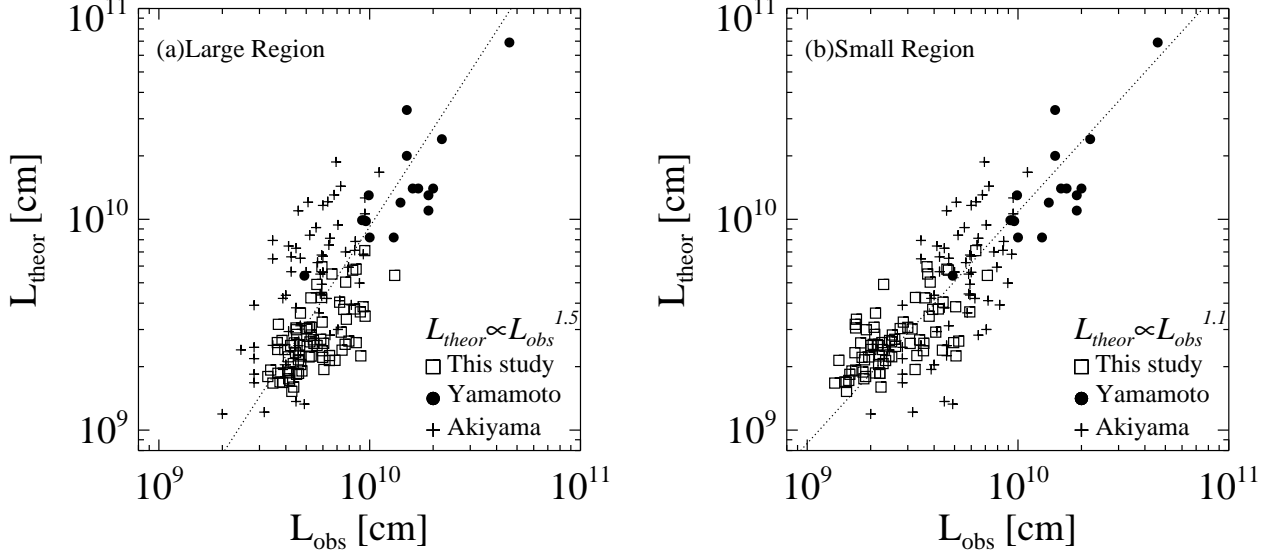 10^11
(a)Large Region
L_theor [cm]
10^10
L_theor∝L_obs^1.5
This study
Yamamoto
Akiyama
10^9
10^9 10^10 10^11
L_obs [cm]
10^11
(b)Small Region
L_theor [cm]
10^10
L_theor∝L_obs^1.1
This study
Yamamoto
Akiyama
10^9
10^9 10^10 10^11
L_obs [cm]